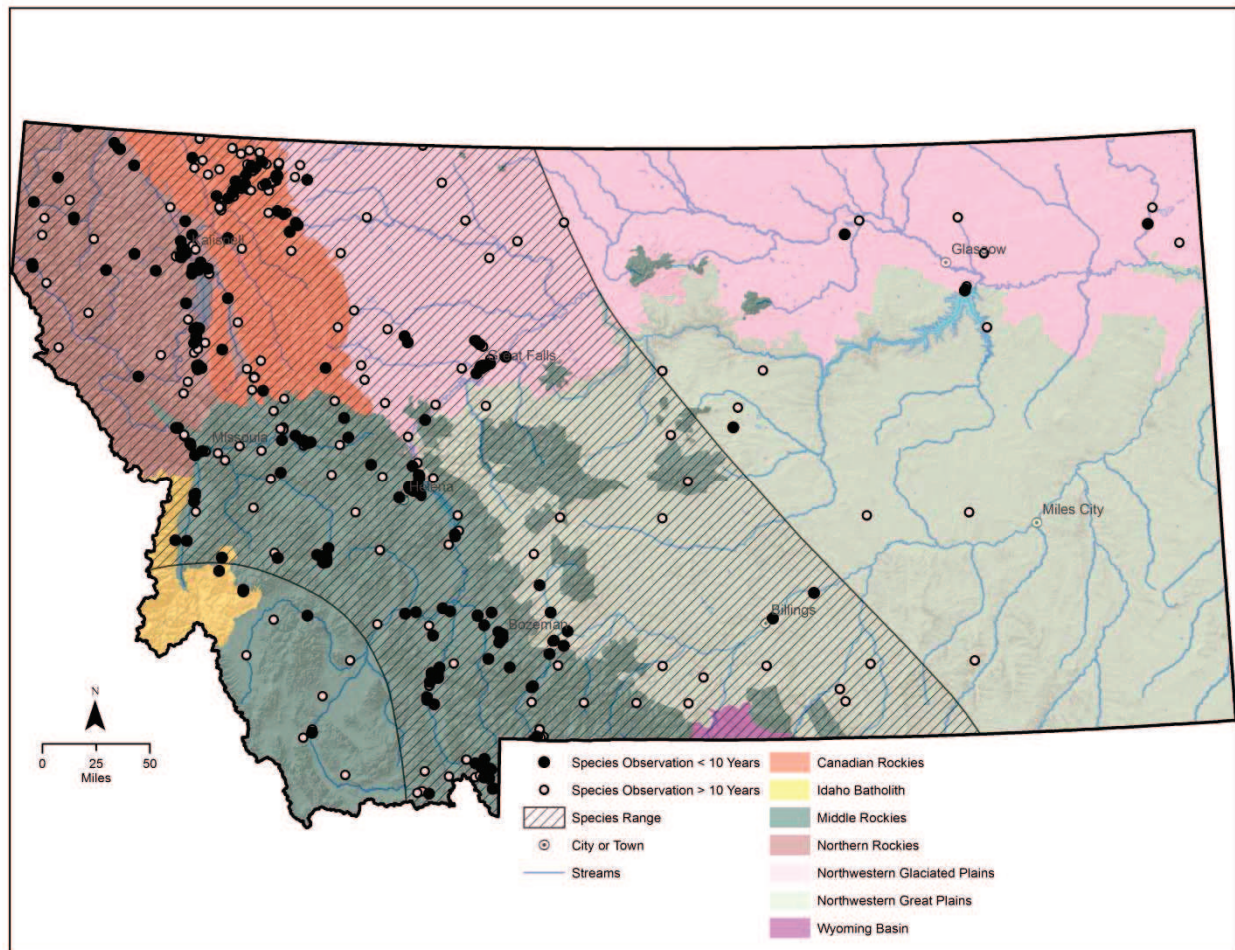 Kalispell
Glasgow
Great Falls
Missoula
Helena
Miles City
Billings
Bozeman
N
0 25 50
Miles
Species Observation < 10 Years
Species Observation > 10 Years
Species Range
City or Town
Streams
Canadian Rockies
Idaho Batholith
Middle Rockies
Northern Rockies
Northwestern Glaciated Plains
Northwestern Great Plains
Wyoming Basin